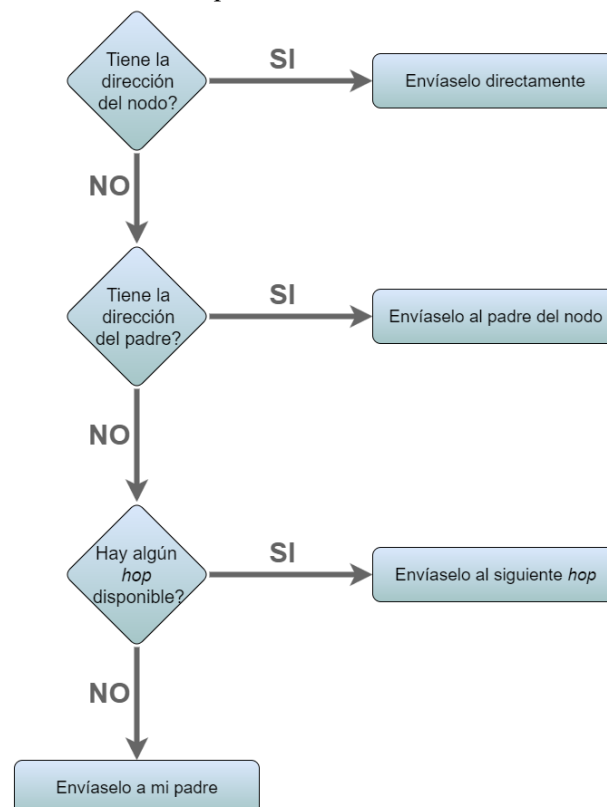 Tiene la
dirección
del nodo?
SI
Envíaselo directamente
NO
Tiene la
dirección
del padre?
SI
Envíaselo al padre del nodo
NO
Hay algún
hop
disponible?
SI
Envíaselo al siguiente hop
NO
Envíaselo a mi padre